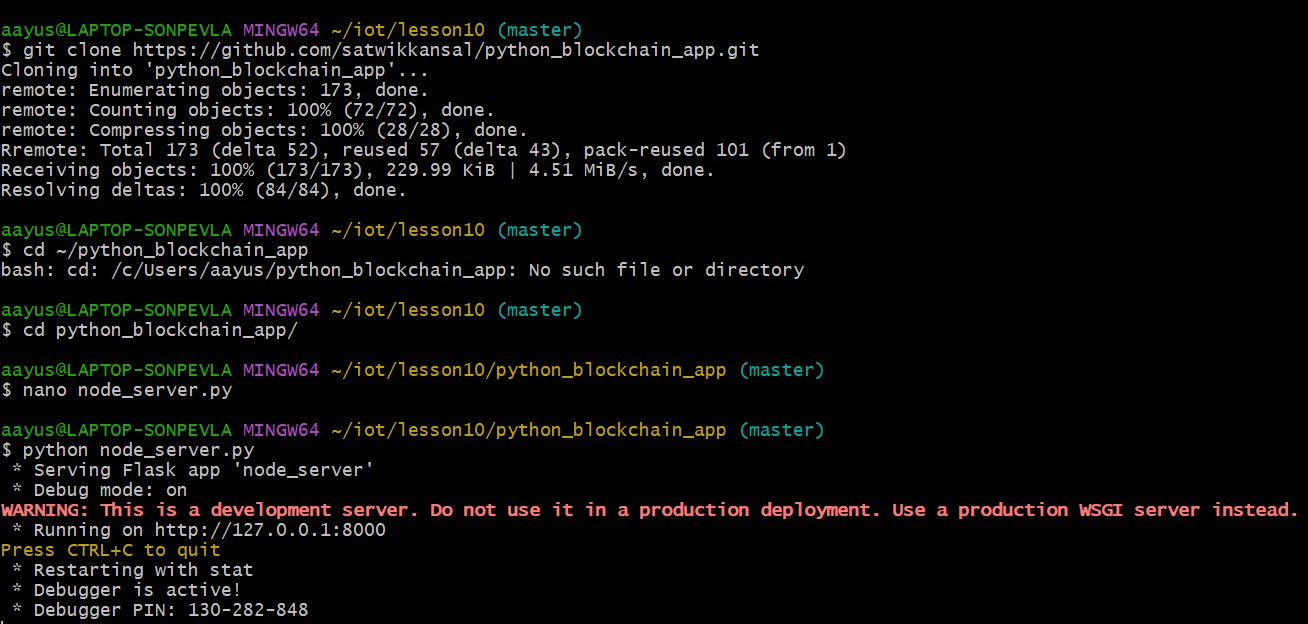 aayus@LAPTOP-SONPEVLA MINGW64 ~/iot/lesson10 (master)
$ git clone https://github.com/satwikkansal/python_blockchain_app.git
Cloning into 'python_blockchain_app'...
remote: Enumerating objects: 173, done.
remote: Counting objects: 100% (72/72), done.
remote: Compressing objects: 100% (28/28), done.
Rremote: Total 173 (delta 52), reused 57 (delta 43), pack-reused 101 (from 1)
Receiving objects: 100% (173/173), 229.99 KiB | 4.51 MiB/s, done.
Resolving deltas: 100% (84/84), done.
aayus@LAPTOP-SONPEVLA MINGW64 ~/iot/lesson10 (master)
$ cd ~/python_blockchain_app
bash: cd: /c/Users/aayus/python_blockchain_app: No such file or directory
aayus@LAPTOP-SONPEVLA MINGW64 ~/iot/lesson10 (master)
$ cd python_blockchain_app/
aayus@LAPTOP-SONPEVLA MINGW64 ~/iot/lesson10/python_blockchain_app (master)
$ nano node_server.py
aayus@LAPTOP-SONPEVLA MINGW64 ~/iot/lesson10/python_blockchain_app (master)
$ python node_server.py
 * Serving Flask app 'node_server'
 * Debug mode: on
WARNING: This is a development server. Do not use it in a production deployment. Use a production WSGI server instead.
 * Running on http://127.0.0.1:8000
Press CTRL+C to quit
 * Restarting with stat
 * Debugger is active!
 * Debugger PIN: 130-282-848